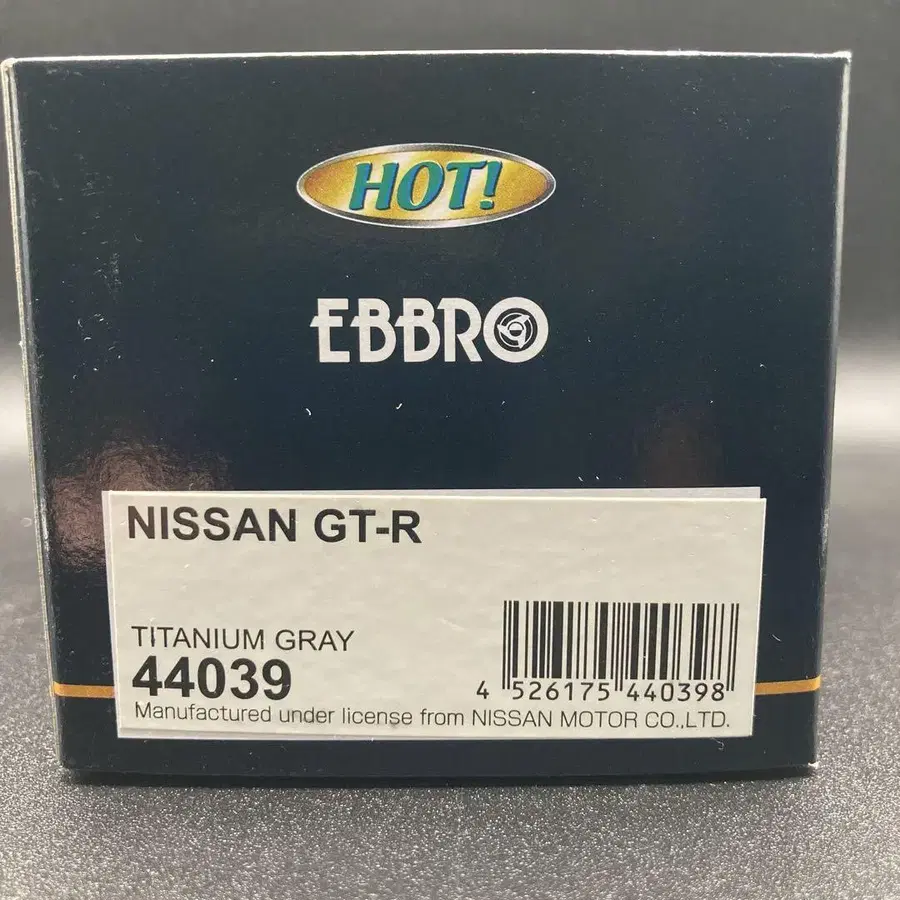 HOT!
EBBRO
NISSAN GT-R
TITANIUM GRAY
44039
4 526175 440398
Manufactured under license from NISSAN MOTOR CO.,LTD.